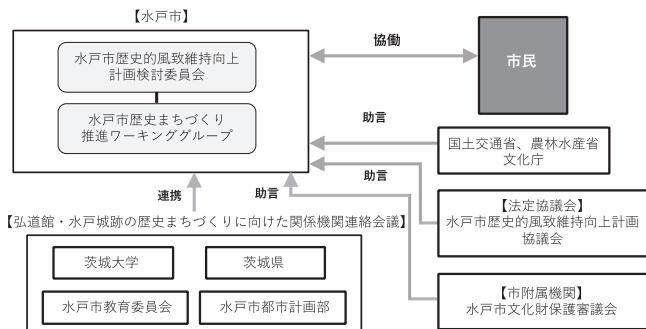 【水戸市】
水戸市歴史的風致維持向上
計画検討委員会
水戸市歴史まちづくり
推進ワーキンググループ
協働
市民
助言
国土交通省、農林水産省
文化庁
助言
【法定協議会】
水戸市歴史的風致維持向上計画
協議会
助言
【市附属機関】
水戸市文化財保護審議会
連携
【弘道館・水戸城跡の歴史まちづくりに向けた関係機関連絡会議】
茨城大学
茨城県
水戸市教育委員会
水戸市都市計画部